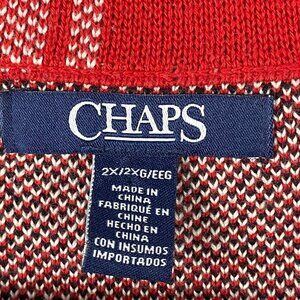 CHAPS
2X/2XG/EEG
MADE IN
CHINA
FABRIQUÉ EN
CHINE
HECHO EN
CHINA
CON INSUMOS
IMPORTADOS